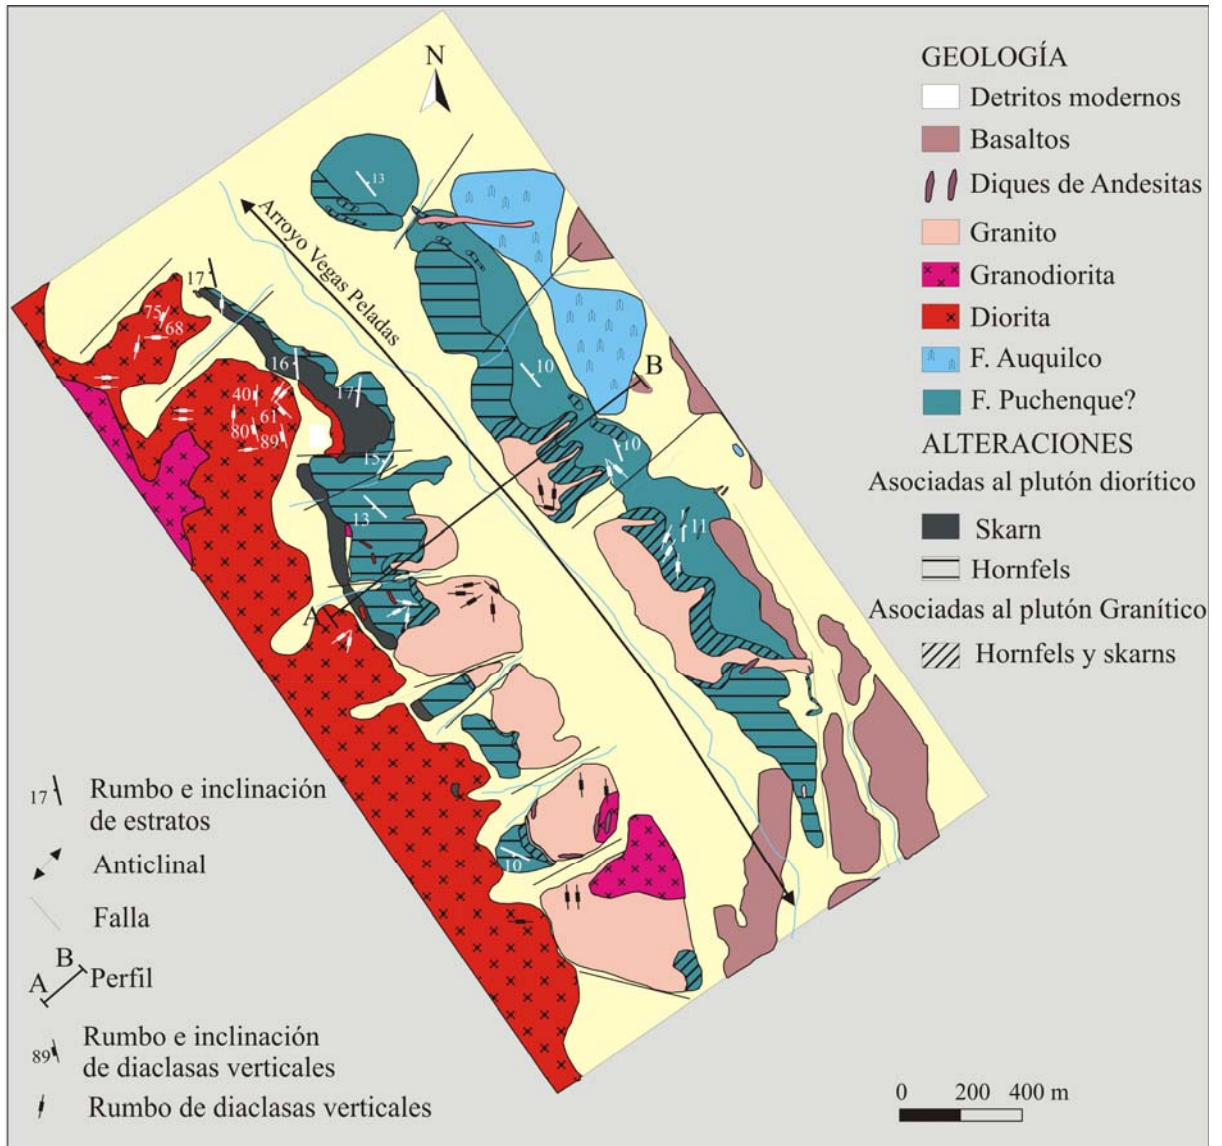 N
Arroyo Vegas Peladas
13
17
75
68
16
17
40
61
80
89
15
13
10
B
10
11
A
10
GEOLOGÍA
Detritos modernos
Basaltos
Diques de Andesitas
Granito
Granodiorita
Diorita
F. Auquilco
F. Puchenque?
ALTERACIONES
Asociadas al plutón diorítico
Skarn
Hornfels
Asociadas al plutón Granítico
Hornfels y skarns
17
Rumbo e inclinación
de estratos
Anticlinal
Falla
A B
Perfil
89
Rumbo e inclinación
de diaclasas verticales
Rumbo de diaclasas verticales
0 200 400 m